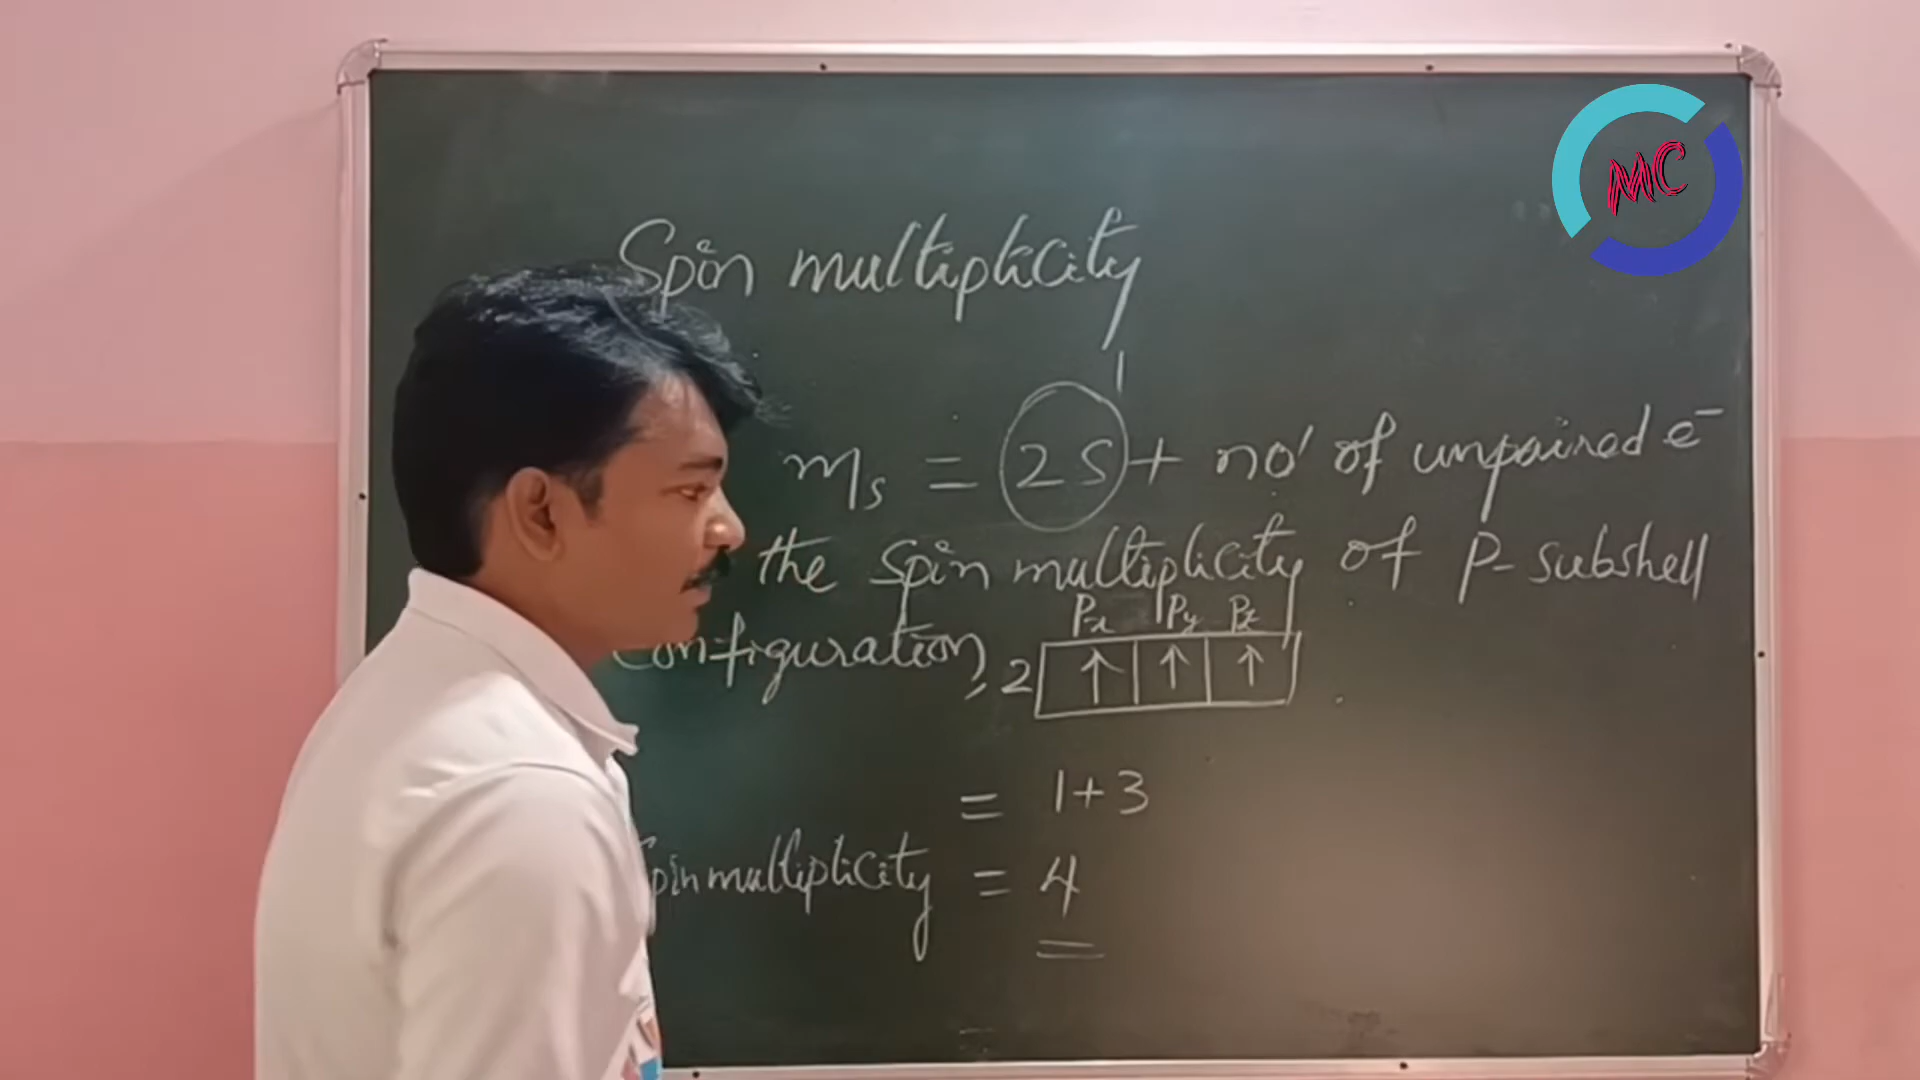 MC
Spin multiplicity
1
ms = 2S + no' of unpaired e⁻
the spin multiplicity of p-subshell
Px Py Pz
configuration, 2 ↑ ↑ ↑
= 1+3
spin multiplicity = 4